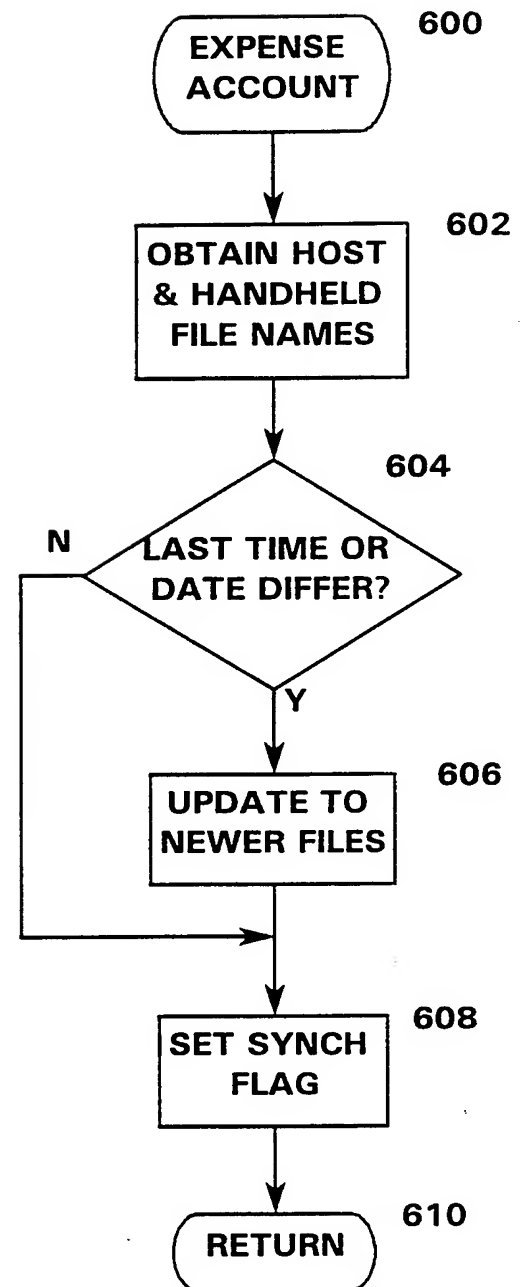 600
EXPENSE
ACCOUNT
602
OBTAIN HOST
& HANDHELD
FILE NAMES
604
N
LAST TIME OR
DATE DIFFER?
Y
606
UPDATE TO
NEWER FILES
608
SET SYNCH
FLAG
610
RETURN